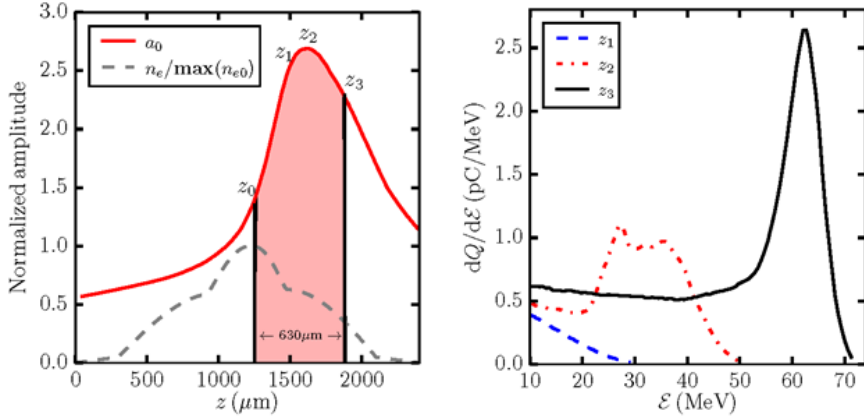 3.0
2.5
2.0
1.5
1.0
0.5
0.0
Normalized amplitude
a₀
nₑ/max(nₑ₀)
z₀
z₁
z₂
z₃
← 630μm →
0 500 1000 1500 2000
z (μm)
2.5
2.0
1.5
1.0
0.5
0.0
dQ/dℰ (pC/MeV)
z₁
z₂
z₃
10 20 30 40 50 60 70
ℰ (MeV)